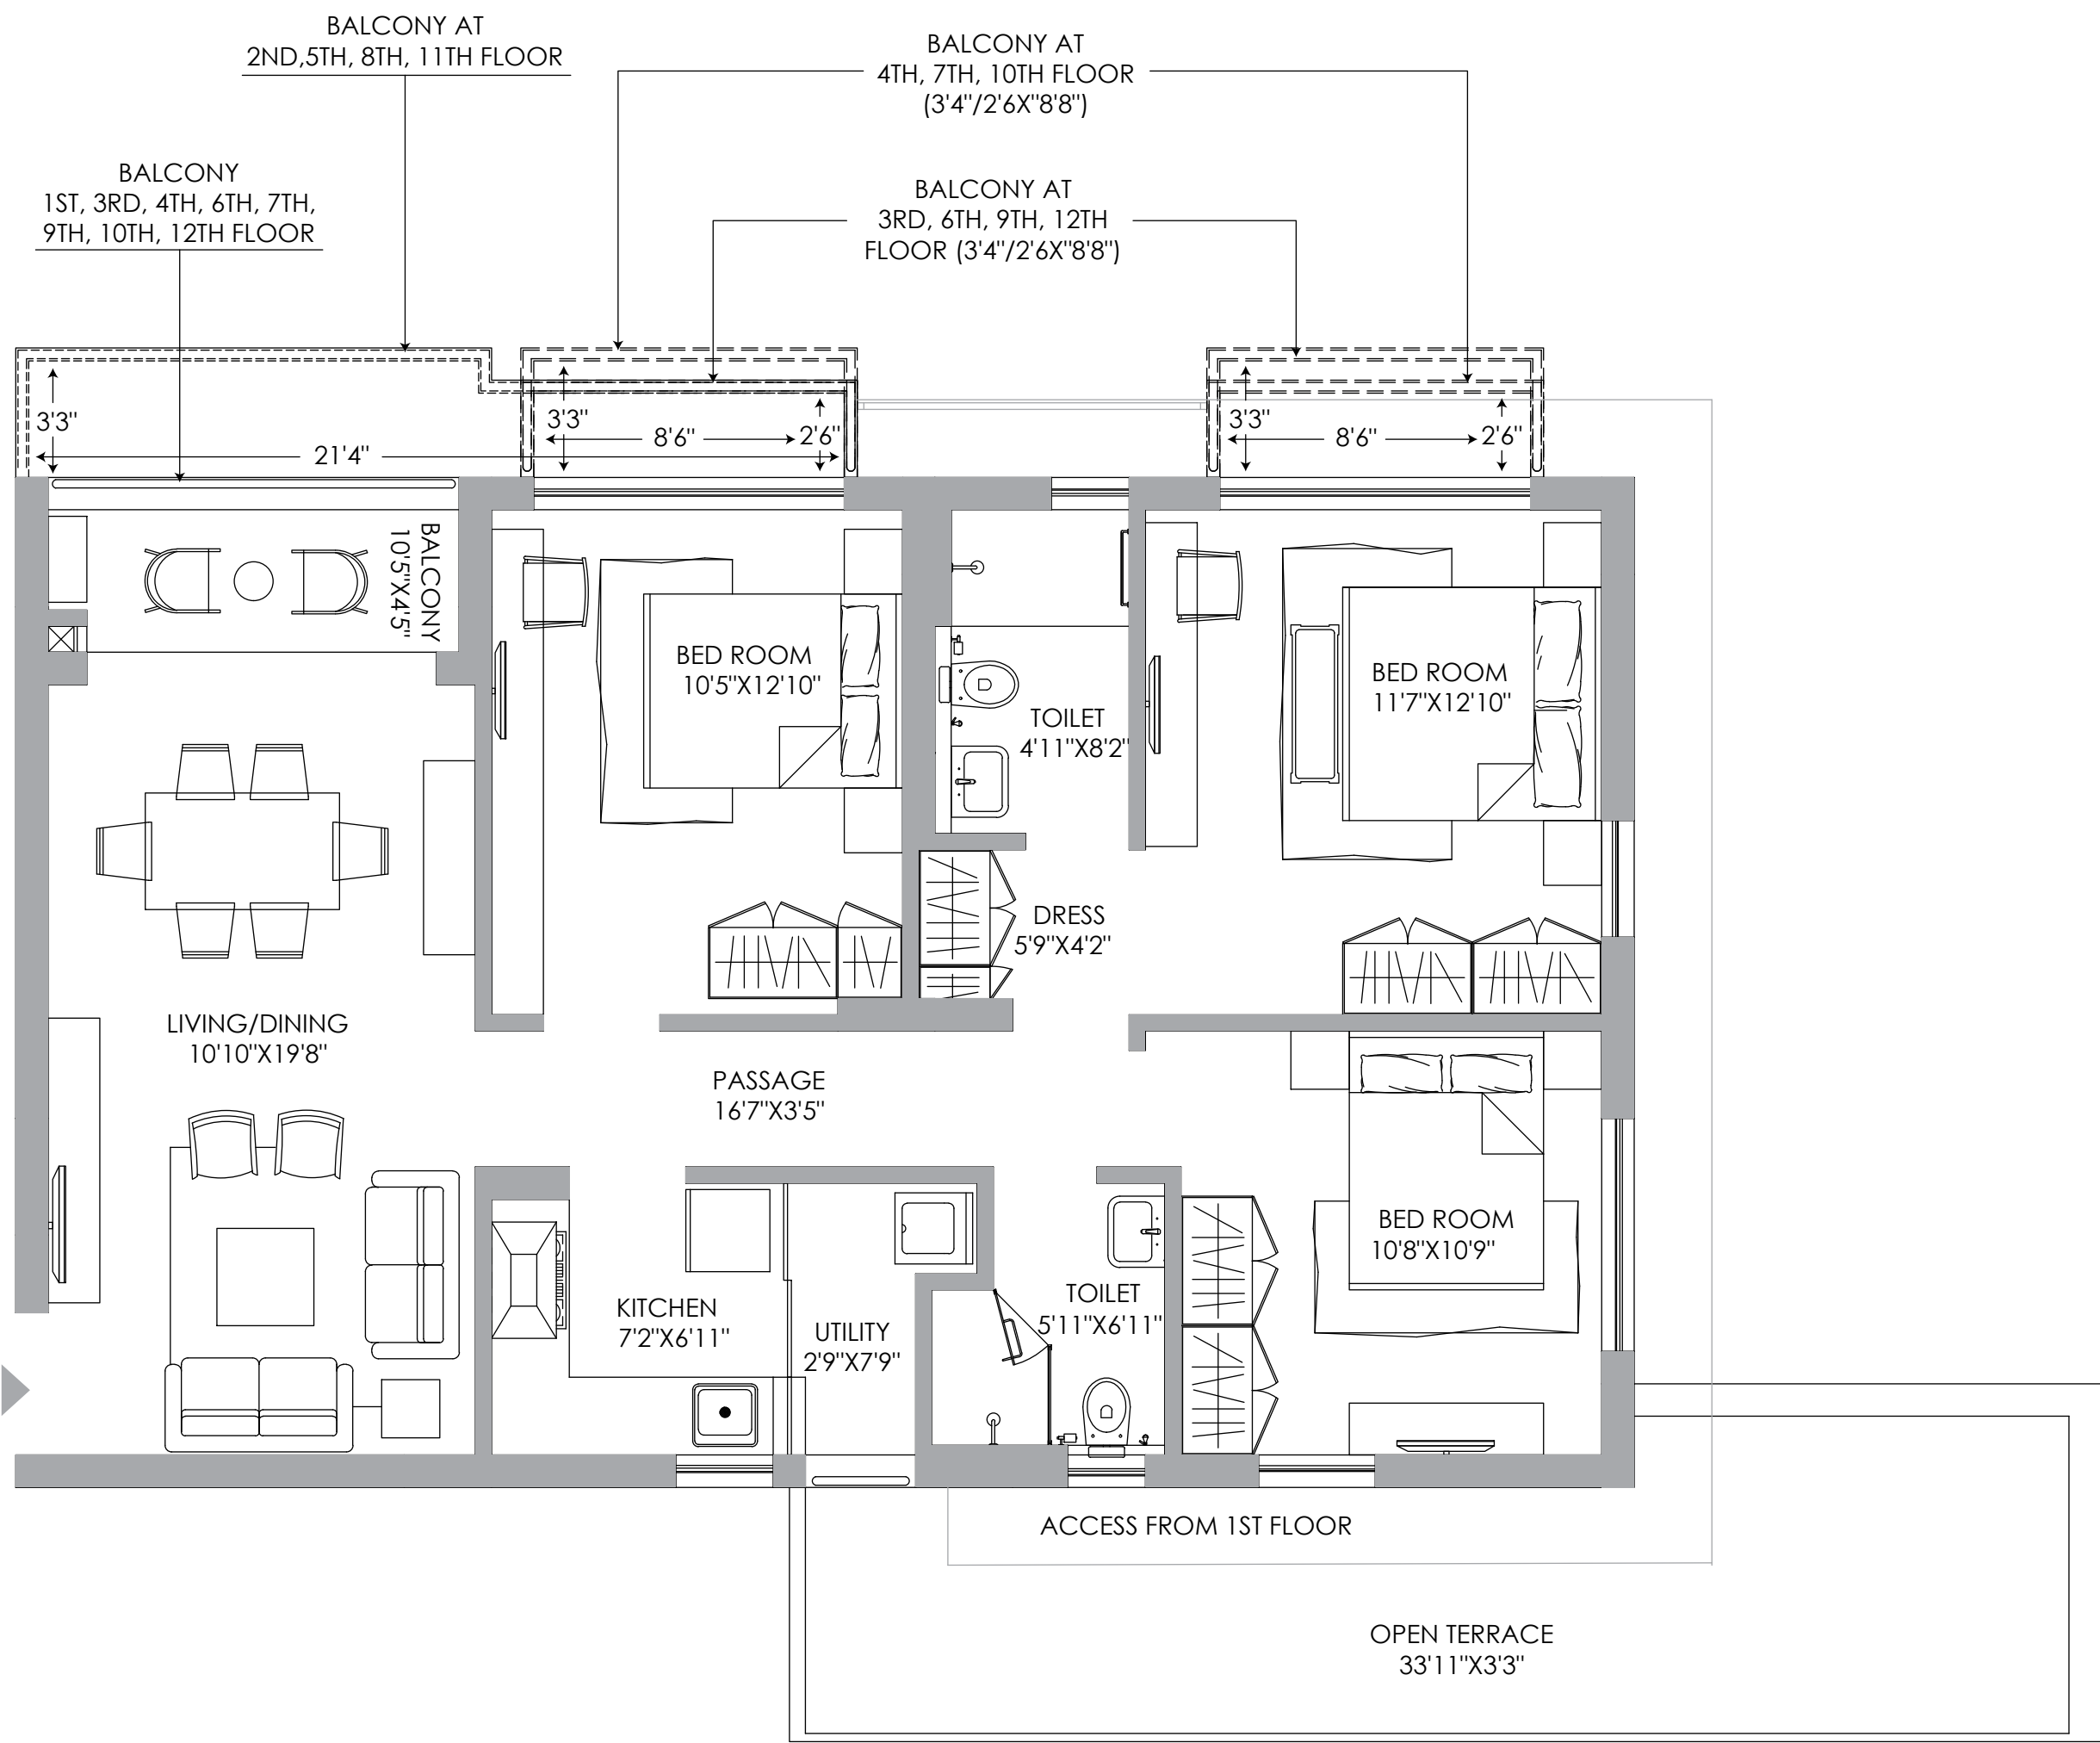 BALCONY AT
2ND,5TH, 8TH, 11TH FLOOR
BALCONY AT
4TH, 7TH, 10TH FLOOR
(3'4"/2'6X"8'8")
BALCONY
1ST, 3RD, 4TH, 6TH, 7TH,
9TH, 10TH, 12TH FLOOR
BALCONY AT
3RD, 6TH, 9TH, 12TH
FLOOR (3'4"/2'6X"8'8")
3'3"
21'4"
3'3"
8'6"
2'6"
3'3"
8'6"
2'6"
BALCONY
10'5"X4'5"
BED ROOM
10'5"X12'10"
TOILET
4'11"X8'2"
BED ROOM
11'7"X12'10"
DRESS
5'9"X4'2"
LIVING/DINING
10'10"X19'8"
PASSAGE
16'7"X3'5"
BED ROOM
10'8"X10'9"
KITCHEN
7'2"X6'11"
UTILITY
2'9"X7'9"
TOILET
5'11"X6'11"
ACCESS FROM 1ST FLOOR
OPEN TERRACE
33'11"X3'3"